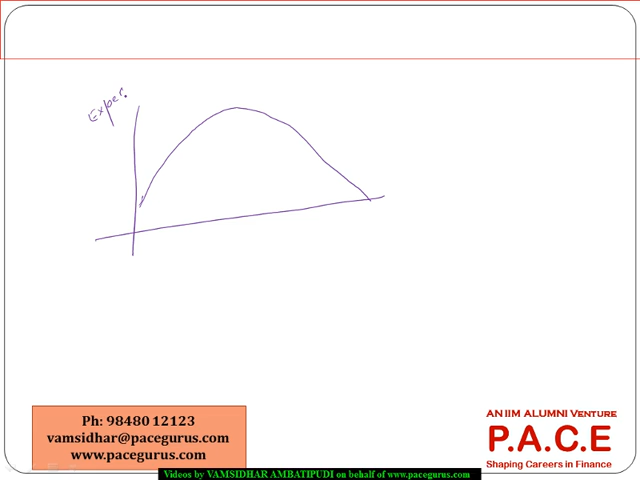 Exper.
Ph: 98480 12123
vamsidhar@pacegurus.com
www.pacegurus.com
AN IIM ALUMNI VENTURE
P.A.C.E
Shaping Careers in Finance
Videos by VAMSIDHAR AMBATIPUDI on behalf of www.pacegurus.com